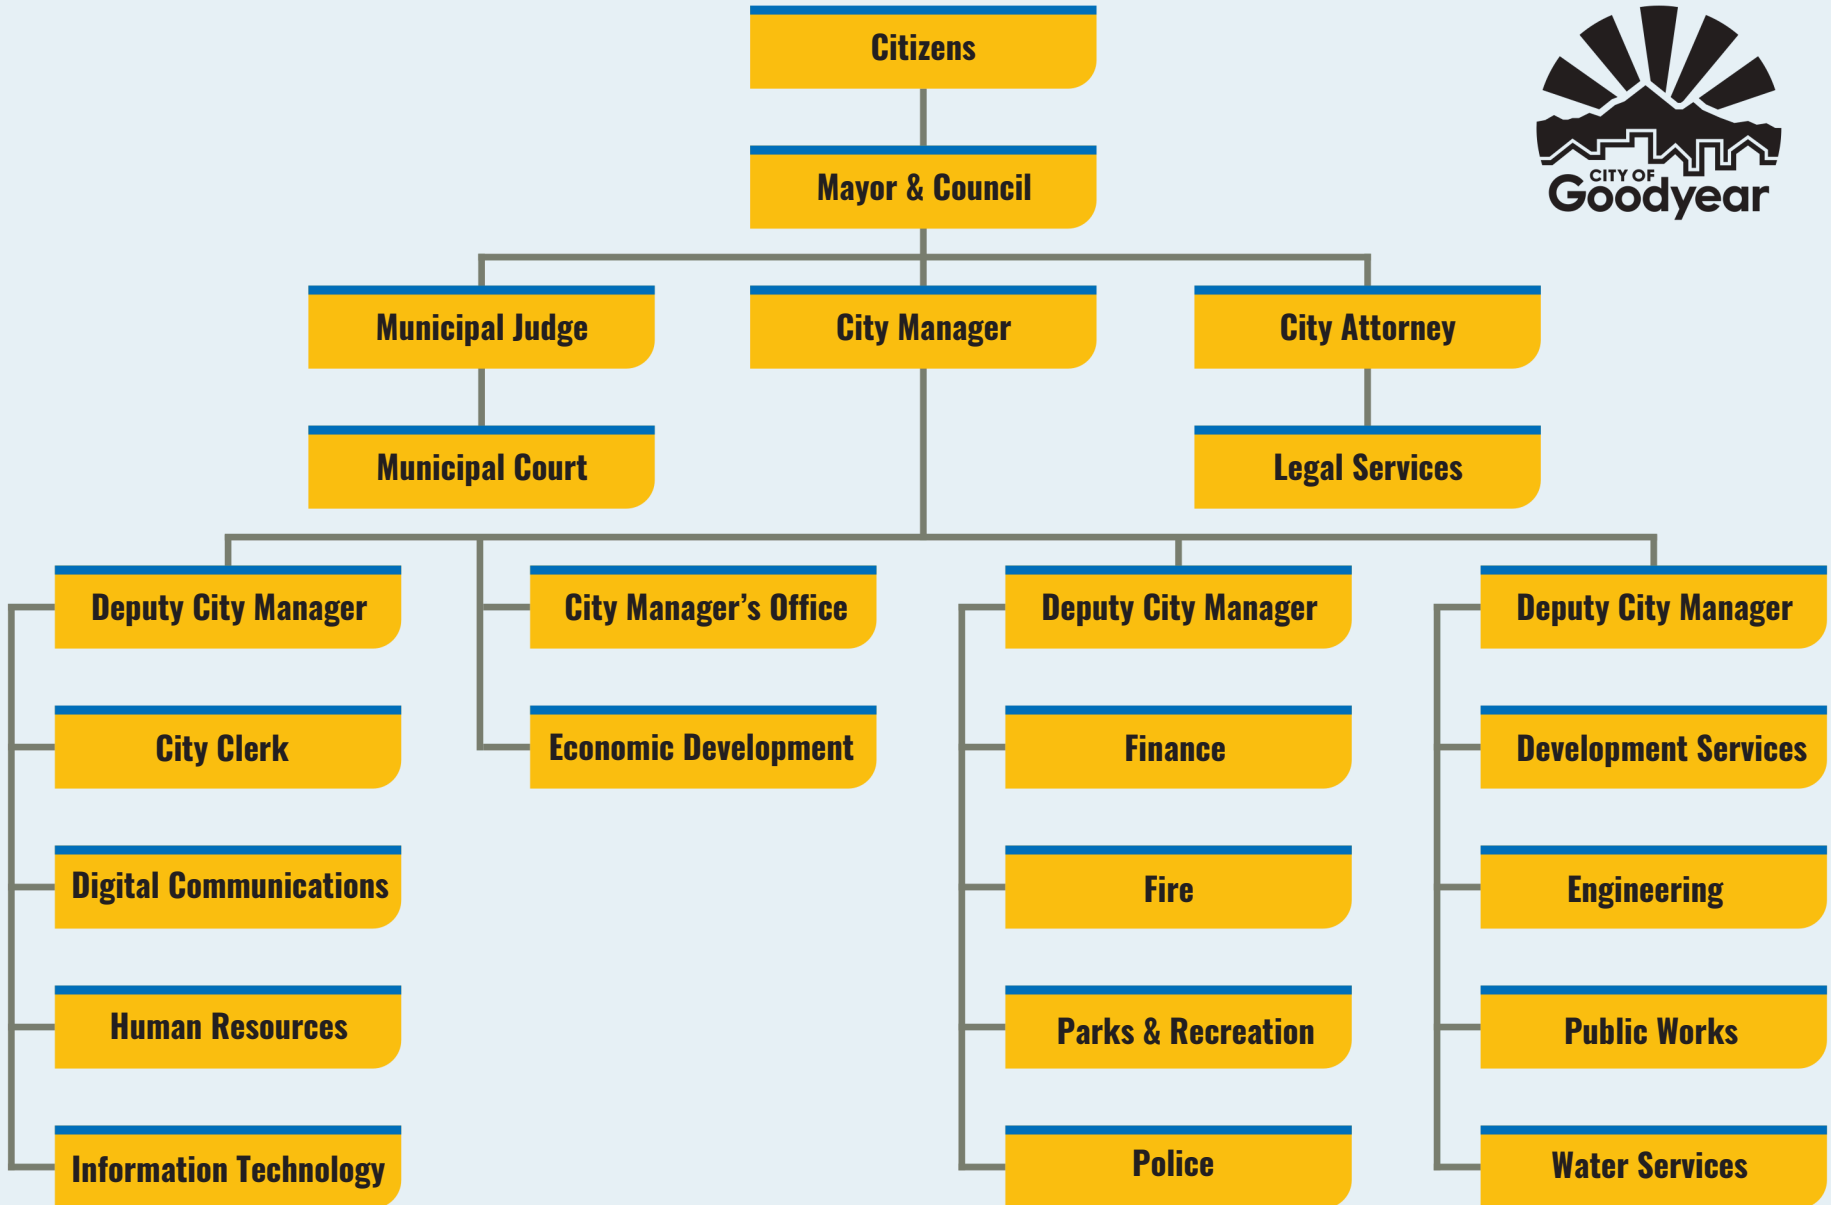 Citizens
CITY OF
Goodyear
Mayor & Council
Municipal Judge
City Manager
City Attorney
Municipal Court
Legal Services
Deputy City Manager
City Manager’s Office
Deputy City Manager
Deputy City Manager
City Clerk
Economic Development
Finance
Development Services
Digital Communications
Fire
Engineering
Human Resources
Parks & Recreation
Public Works
Information Technology
Police
Water Services